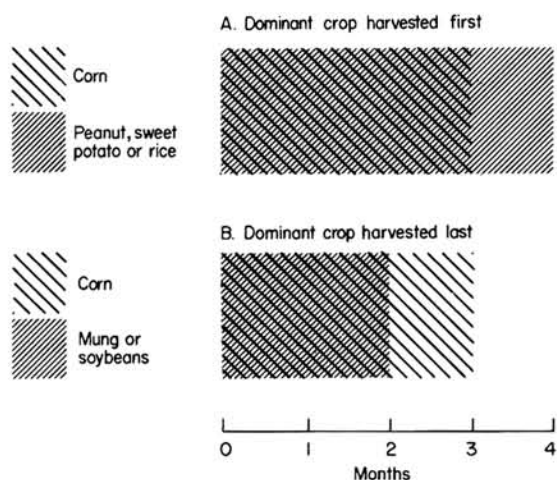 A. Dominant crop harvested first
Corn
Peanut, sweet
potato or rice
B. Dominant crop harvested last
Corn
Mung or
soybeans
0 1 2 3 4
Months